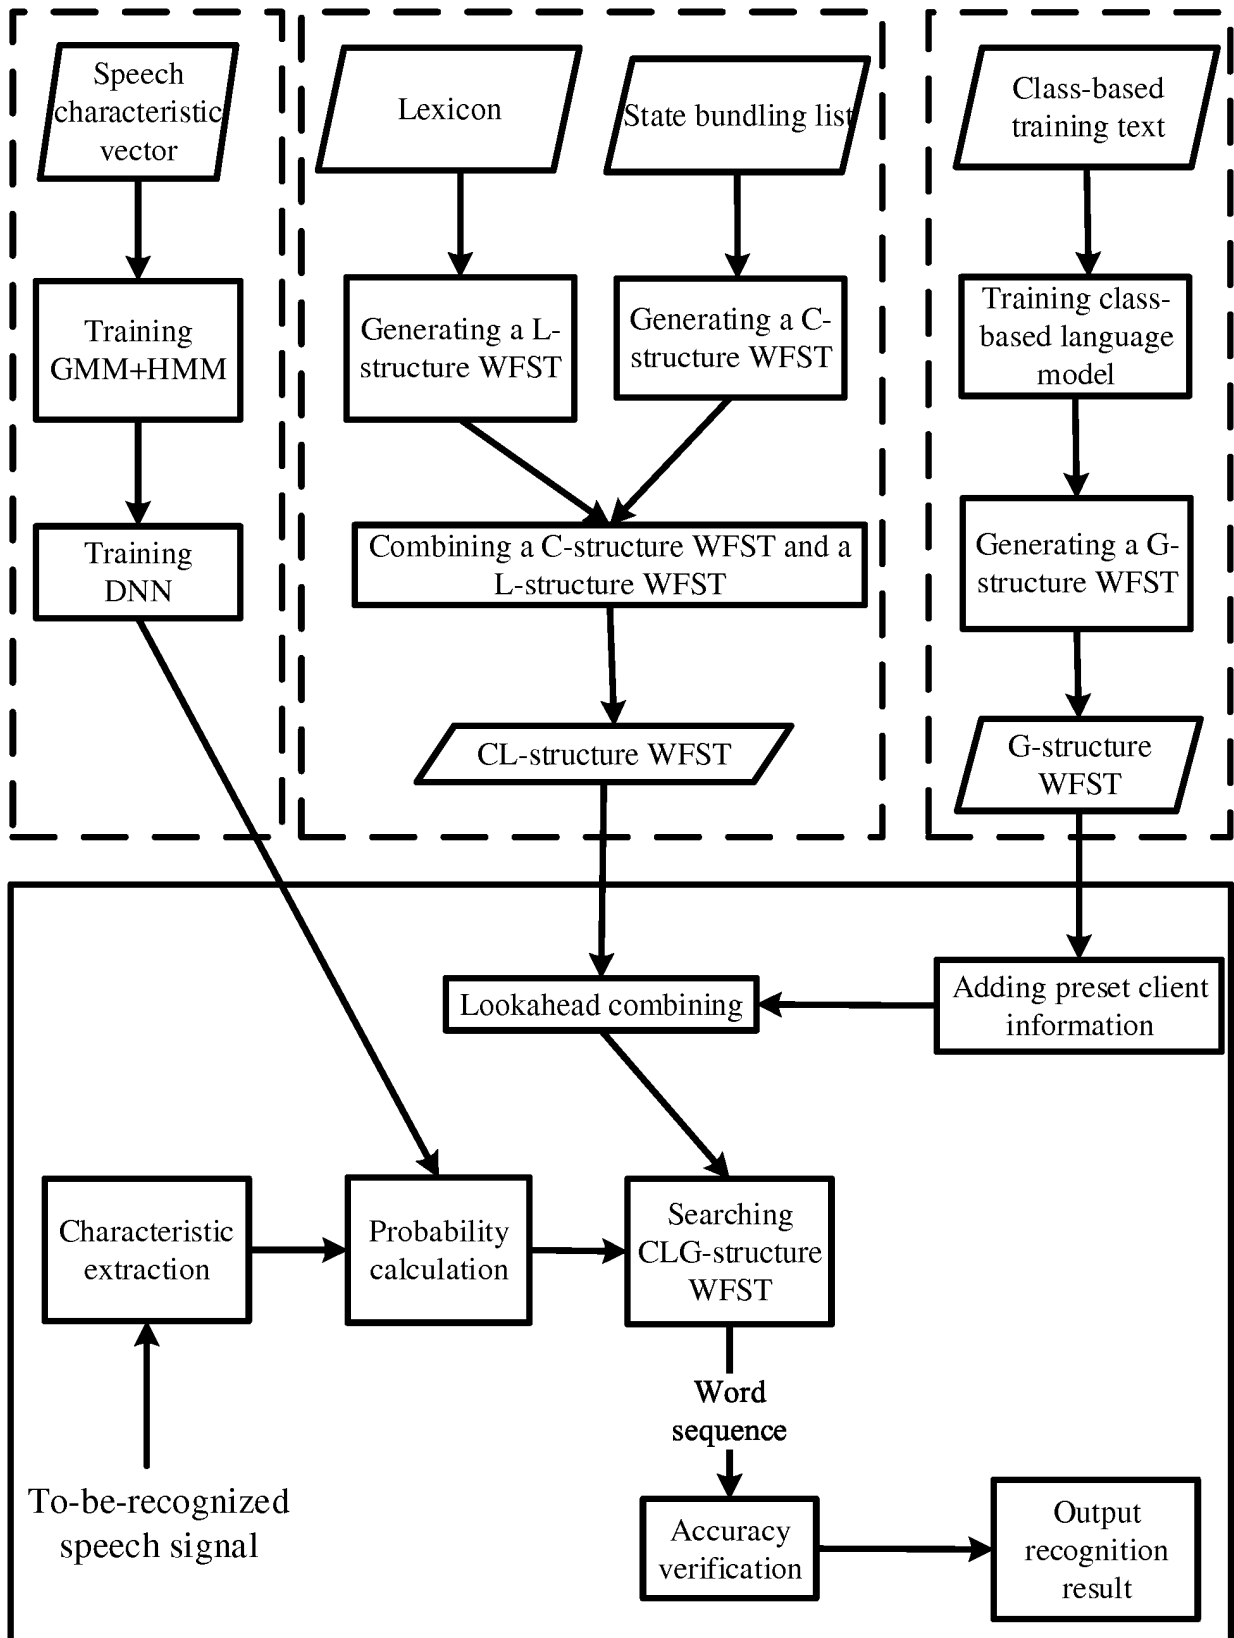 Speech
characteristic
vector
Lexicon
State bundling list
Class-based
training text
Training
GMM+HMM
Generating a L-
structure WFST
Generating a C-
structure WFST
Training class-
based language
model
Training
DNN
Combining a C-structure WFST and a
L-structure WFST
Generating a G-
structure WFST
CL-structure WFST
G-structure
WFST
Lookahead combining
Adding preset client
information
Characteristic
extraction
Probability
calculation
Searching
CLG-structure
WFST
Word
sequence
To-be-recognized
speech signal
Accuracy
verification
Output
recognition
result